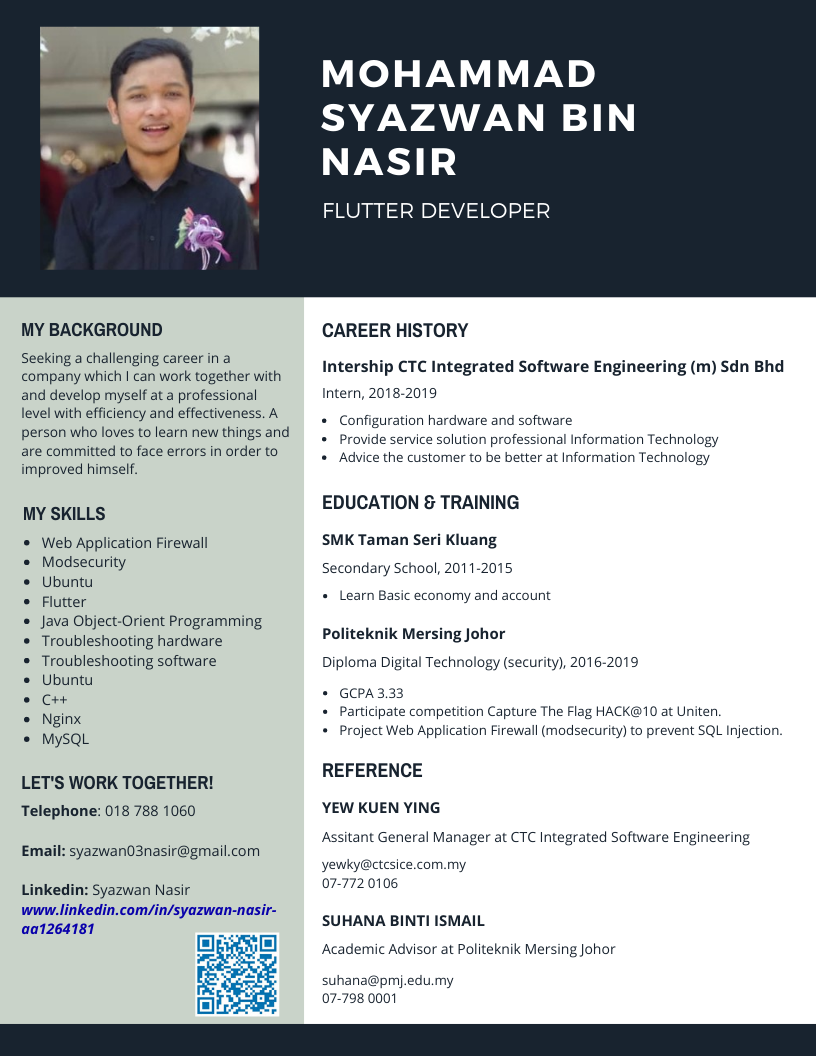 MOHAMMAD
SYAZWAN BIN
NASIR
FLUTTER DEVELOPER
MY BACKGROUND
Seeking a challenging career in a
company which I can work together with
and develop myself at a professional
level with efficiency and effectiveness. A
person who loves to learn new things and
are committed to face errors in order to
improved himself.
MY SKILLS
• Web Application Firewall
• Modsecurity
• Ubuntu
• Flutter
• Java Object-Orient Programming
• Troubleshooting hardware
• Troubleshooting software
• Ubuntu
• C++
• Nginx
• MySQL
LET'S WORK TOGETHER!
Telephone: 018 788 1060
Email: syazwan03nasir@gmail.com
Linkedin: Syazwan Nasir
www.linkedin.com/in/syazwan-nasir-
aa1264181
CAREER HISTORY
Intership CTC Integrated Software Engineering (m) Sdn Bhd
Intern, 2018-2019
• Configuration hardware and software
• Provide service solution professional Information Technology
• Advice the customer to be better at Information Technology
EDUCATION & TRAINING
SMK Taman Seri Kluang
Secondary School, 2011-2015
• Learn Basic economy and account
Politeknik Mersing Johor
Diploma Digital Technology (security), 2016-2019
• GCPA 3.33
• Participate competition Capture The Flag HACK@10 at Uniten.
• Project Web Application Firewall (modsecurity) to prevent SQL Injection.
REFERENCE
YEW KUEN YING
Assitant General Manager at CTC Integrated Software Engineering
yewky@ctcsice.com.my
07-772 0106
SUHANA BINTI ISMAIL
Academic Advisor at Politeknik Mersing Johor
suhana@pmj.edu.my
07-798 0001